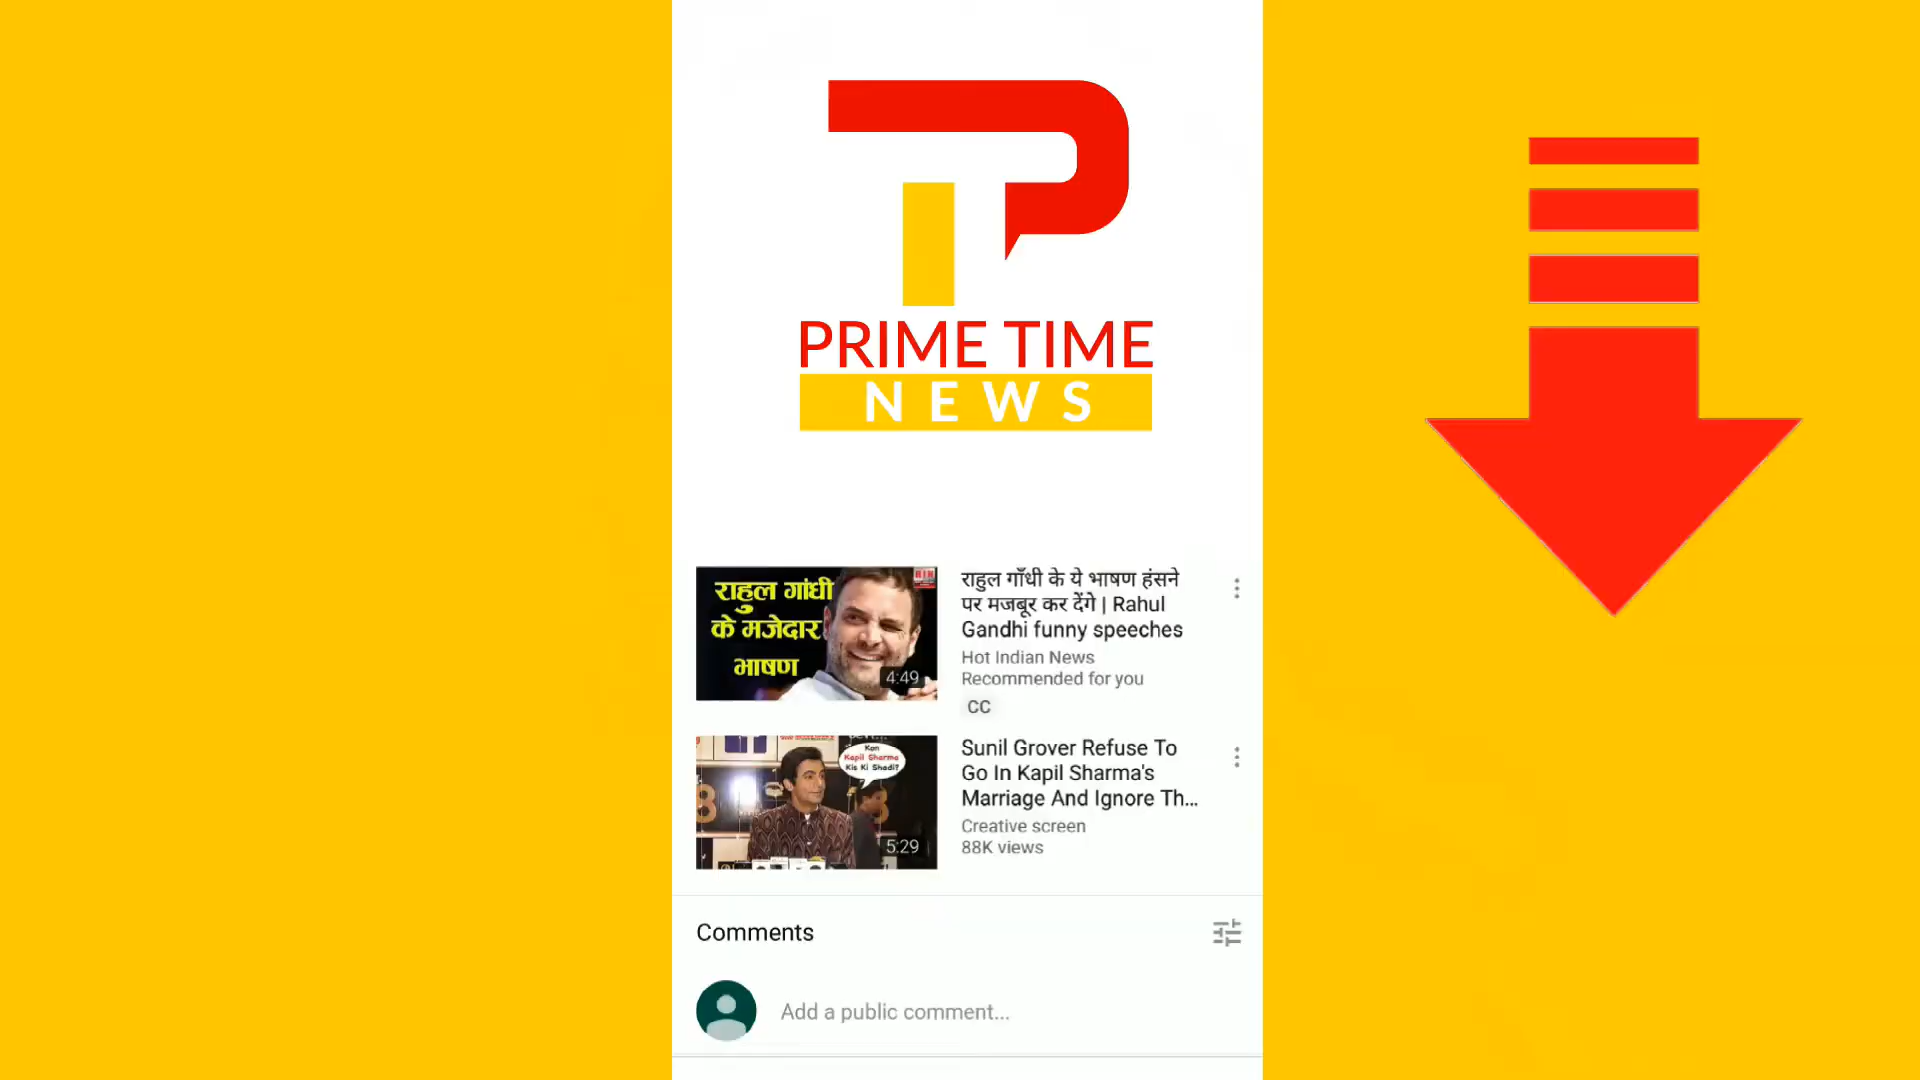 PRIME TIME
NEWS
राहुल गांधी
के मजेदार
भाषण
4:49
राहुल गाँधी के ये भाषण हंसने
पर मजबूर कर देंगे | Rahul
Gandhi funny speeches
Hot Indian News
Recommended for you
CC
Kon
Kapil Sharma
Kis Ki Shadi?
5:29
Sunil Grover Refuse To
Go In Kapil Sharma's
Marriage And Ignore Th...
Creative screen
88K views
Comments
Add a public comment...